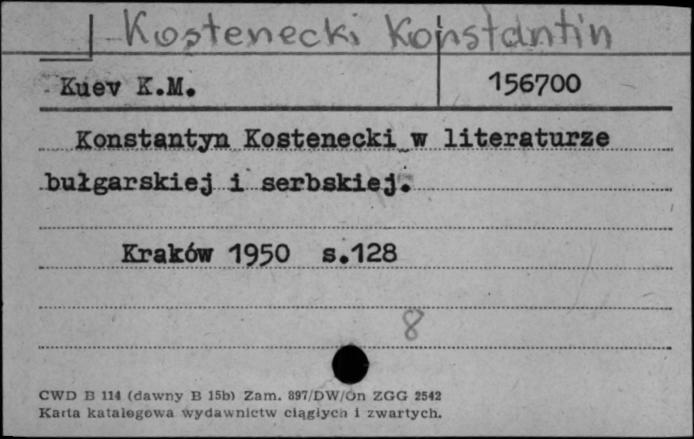 Kostenecki Konstantin
Kuev K.M. 156700
Konstantyn Kostenecki w literaturze
bułgarskiej i serbskiej.
Kraków 1950 s.128
8
CWD B 114 (dawny B 15b) Zam. 897/DW/On ZGG 2542
Karta katalogowa wydawnictw ciągłych i zwartych.